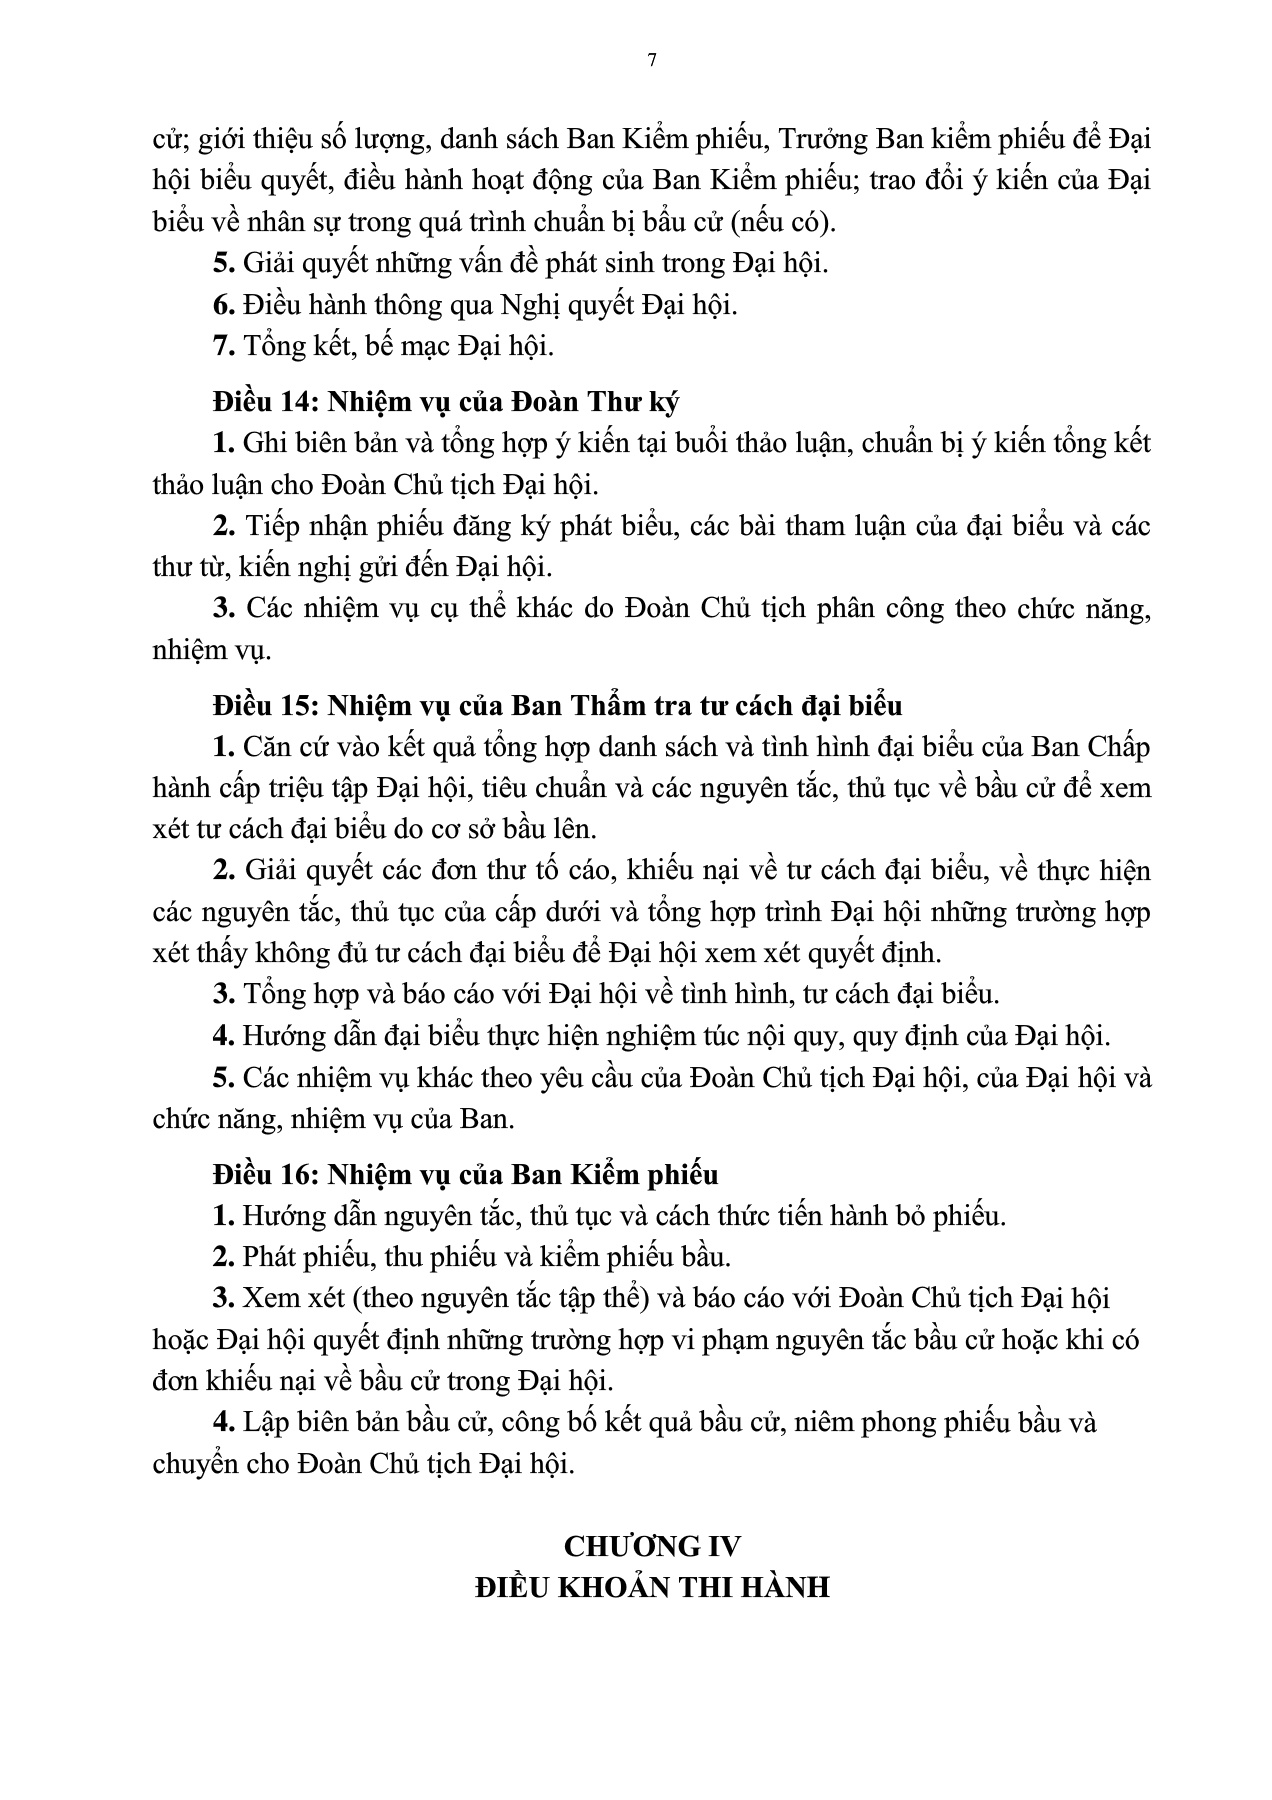 7
cử; giới thiệu số lượng, danh sách Ban Kiểm phiếu, Trưởng Ban kiểm phiếu để Đại
hội biểu quyết, điều hành hoạt động của Ban Kiểm phiếu; trao đổi ý kiến của Đại
biểu về nhân sự trong quá trình chuẩn bị bẩu cử (nếu có).
5. Giải quyết những vấn đề phát sinh trong Đại hội.
6. Điều hành thông qua Nghị quyết Đại hội.
7. Tổng kết, bế mạc Đại hội.
Điều 14: Nhiệm vụ của Đoàn Thư ký
1. Ghi biên bản và tổng hợp ý kiến tại buổi thảo luận, chuẩn bị ý kiến tổng kết
thảo luận cho Đoàn Chủ tịch Đại hội.
2. Tiếp nhận phiếu đăng ký phát biểu, các bài tham luận của đại biểu và các
thư từ, kiến nghị gửi đến Đại hội.
3. Các nhiệm vụ cụ thể khác do Đoàn Chủ tịch phân công theo chức năng,
nhiệm vụ.
Điều 15: Nhiệm vụ của Ban Thẩm tra tư cách đại biểu
1. Căn cứ vào kết quả tổng hợp danh sách và tình hình đại biểu của Ban Chấp
hành cấp triệu tập Đại hội, tiêu chuẩn và các nguyên tắc, thủ tục về bầu cử để xem
xét tư cách đại biểu do cơ sở bầu lên.
2. Giải quyết các đơn thư tố cáo, khiếu nại về tư cách đại biểu, về thực hiện
các nguyên tắc, thủ tục của cấp dưới và tổng hợp trình Đại hội những trường hợp
xét thấy không đủ tư cách đại biểu để Đại hội xem xét quyết định.
3. Tổng hợp và báo cáo với Đại hội về tình hình, tư cách đại biểu.
4. Hướng dẫn đại biểu thực hiện nghiệm túc nội quy, quy định của Đại hội.
5. Các nhiệm vụ khác theo yêu cầu của Đoàn Chủ tịch Đại hội, của Đại hội và
chức năng, nhiệm vụ của Ban.
Điều 16: Nhiệm vụ của Ban Kiểm phiếu
1. Hướng dẫn nguyên tắc, thủ tục và cách thức tiến hành bỏ phiếu.
2. Phát phiếu, thu phiếu và kiểm phiếu bầu.
3. Xem xét (theo nguyên tắc tập thể) và báo cáo với Đoàn Chủ tịch Đại hội
hoặc Đại hội quyết định những trường hợp vi phạm nguyên tắc bầu cử hoặc khi có
đơn khiếu nại về bầu cử trong Đại hội.
4. Lập biên bản bầu cử, công bố kết quả bầu cử, niêm phong phiếu bầu và
chuyển cho Đoàn Chủ tịch Đại hội.
CHƯƠNG IV
ĐIỀU KHOẢN THI HÀNH